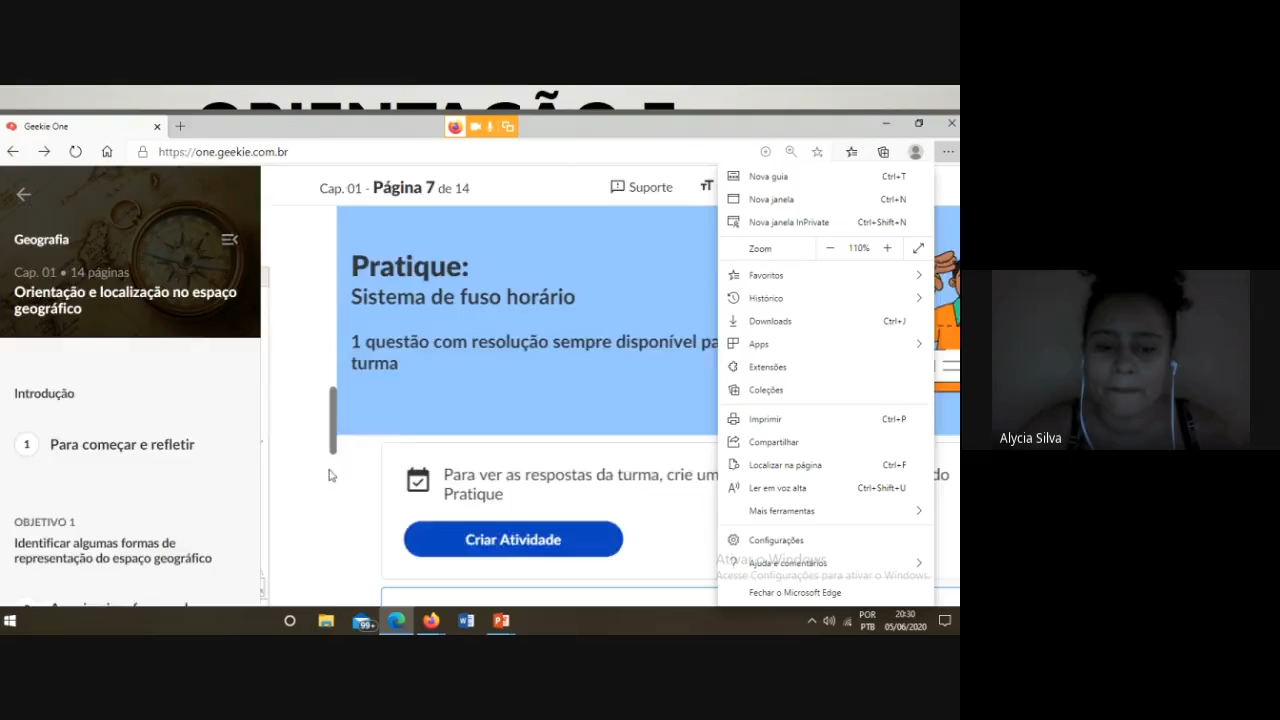 ORIENTAÇÃO E
Geekie One
https://one.geekie.com.br
Geografia
Cap. 01 • 14 páginas
Orientação e localização no espaço
geográfico
Introdução
1 Para começar e refletir
OBJETIVO 1
Identificar algumas formas de
representação do espaço geográfico
Cap. 01 - Página 7 de 14
Suporte
TT
Pratique:
Sistema de fuso horário
1 questão com resolução sempre disponível pa
turma
Para ver as respostas da turma, crie um
do
Pratique
Criar Atividade
Nova guia Ctrl+T
Nova janela Ctrl+N
Nova janela InPrivate Ctrl+Shift+N
Zoom − 110% +
Favoritos
Histórico
Downloads Ctrl+J
Apps
Extensões
Coleções
Imprimir Ctrl+P
Compartilhar
Localizar na página Ctrl+F
Ler em voz alta Ctrl+Shift+U
Mais ferramentas
Configurações
Ativar o Windows
Ajuda e comentários
Acesse Configurações para ativar o Windows.
Fechar o Microsoft Edge
99+
POR
PTB
20:30
05/06/2020
Alycia Silva